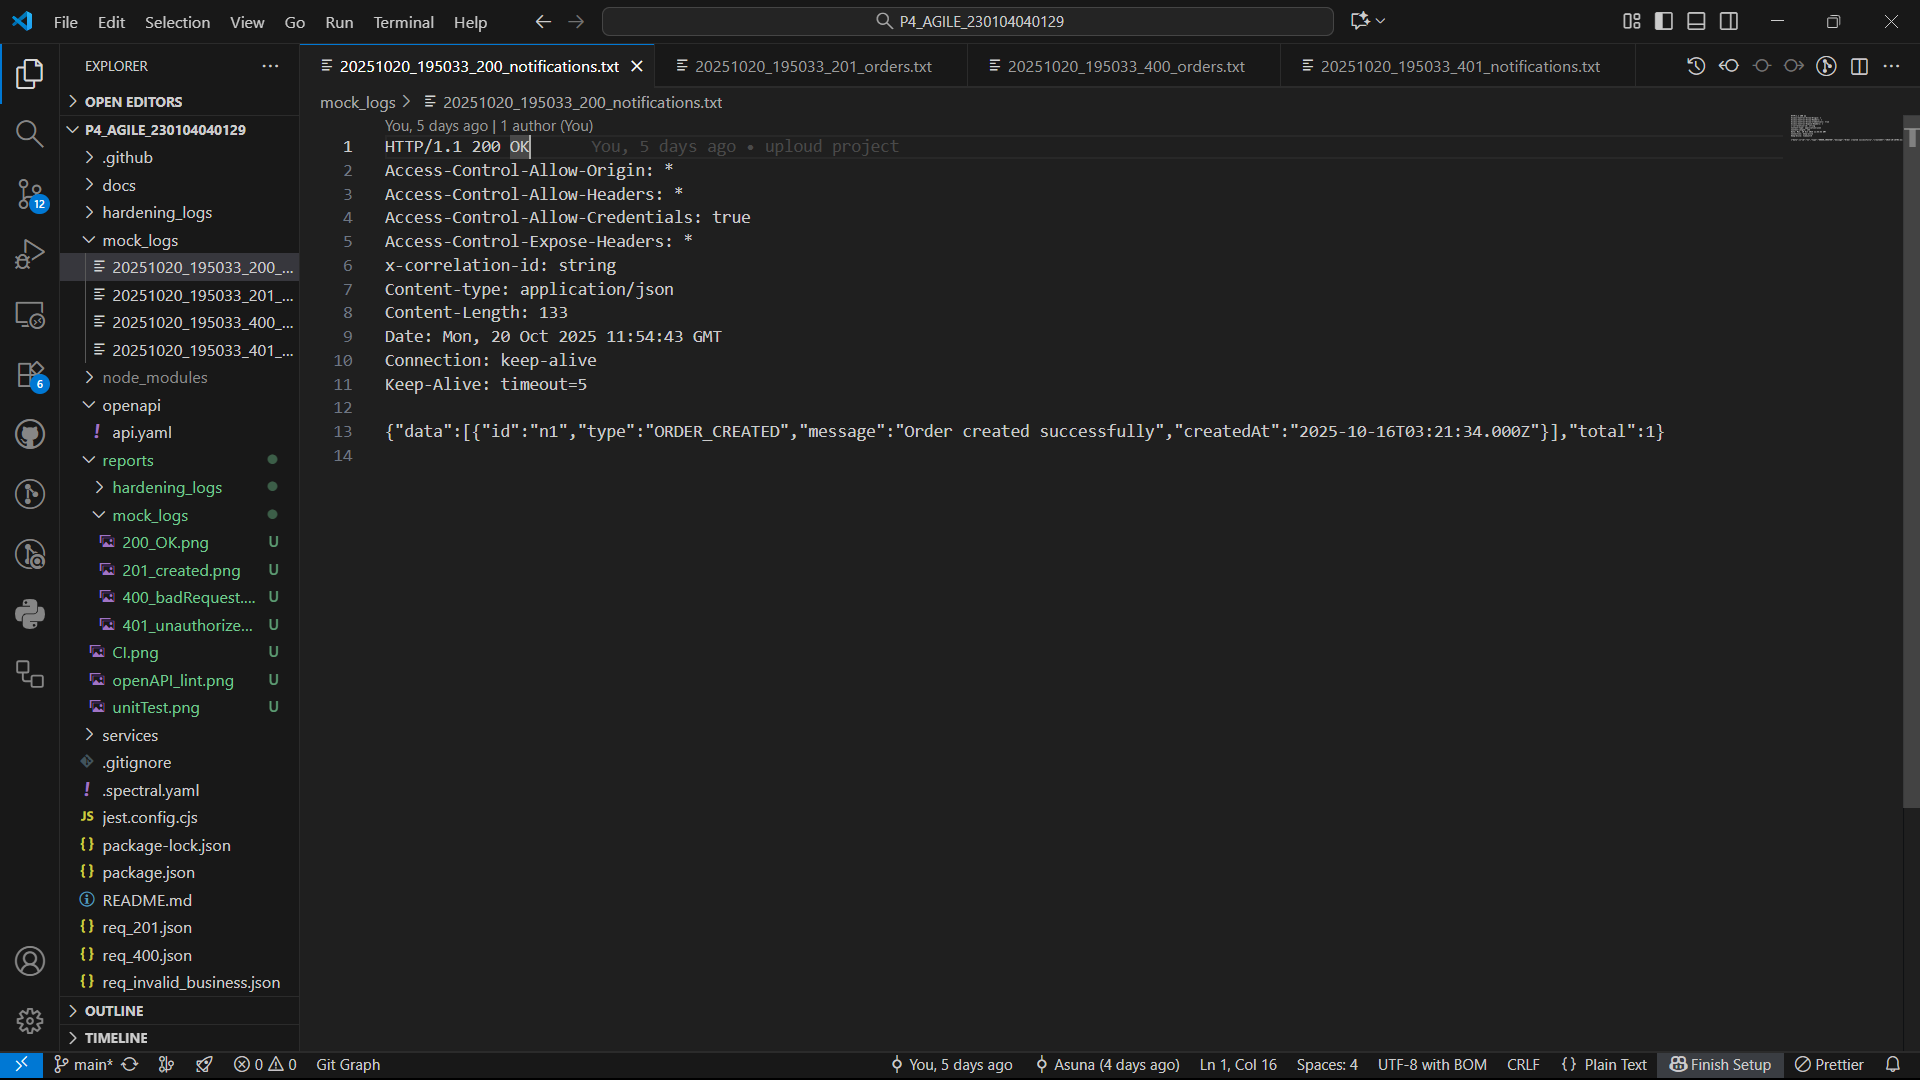 File Edit Selection View Go Run Terminal Help
P4_AGILE_230104040129
EXPLORER
OPEN EDITORS
P4_AGILE_230104040129
.github
docs
hardening_logs
mock_logs
20251020_195033_200_...
20251020_195033_201_...
20251020_195033_400_...
20251020_195033_401_...
node_modules
openapi
! api.yaml
reports
hardening_logs
mock_logs
200_OK.png U
201_created.png U
400_badRequest.... U
401_unauthorize... U
CI.png U
openAPI_lint.png U
unitTest.png U
services
.gitignore
! .spectral.yaml
JS jest.config.cjs
{} package-lock.json
{} package.json
README.md
{} req_201.json
{} req_400.json
{} req_invalid_business.json
OUTLINE
TIMELINE
12
6
20251020_195033_200_notifications.txt
20251020_195033_201_orders.txt
20251020_195033_400_orders.txt
20251020_195033_401_notifications.txt
mock_logs > 20251020_195033_200_notifications.txt
You, 5 days ago | 1 author (You)
1 HTTP/1.1 200 OK You, 5 days ago • uploud project
2 Access-Control-Allow-Origin: *
3 Access-Control-Allow-Headers: *
4 Access-Control-Allow-Credentials: true
5 Access-Control-Expose-Headers: *
6 x-correlation-id: string
7 Content-type: application/json
8 Content-Length: 133
9 Date: Mon, 20 Oct 2025 11:54:43 GMT
10 Connection: keep-alive
11 Keep-Alive: timeout=5
12
13 {"data":[{"id":"n1","type":"ORDER_CREATED","message":"Order created successfully","createdAt":"2025-10-16T03:21:34.000Z"}],"total":1}
14
main* 0 0 Git Graph
You, 5 days ago Asuna (4 days ago) Ln 1, Col 16 Spaces: 4 UTF-8 with BOM CRLF {} Plain Text Finish Setup Prettier